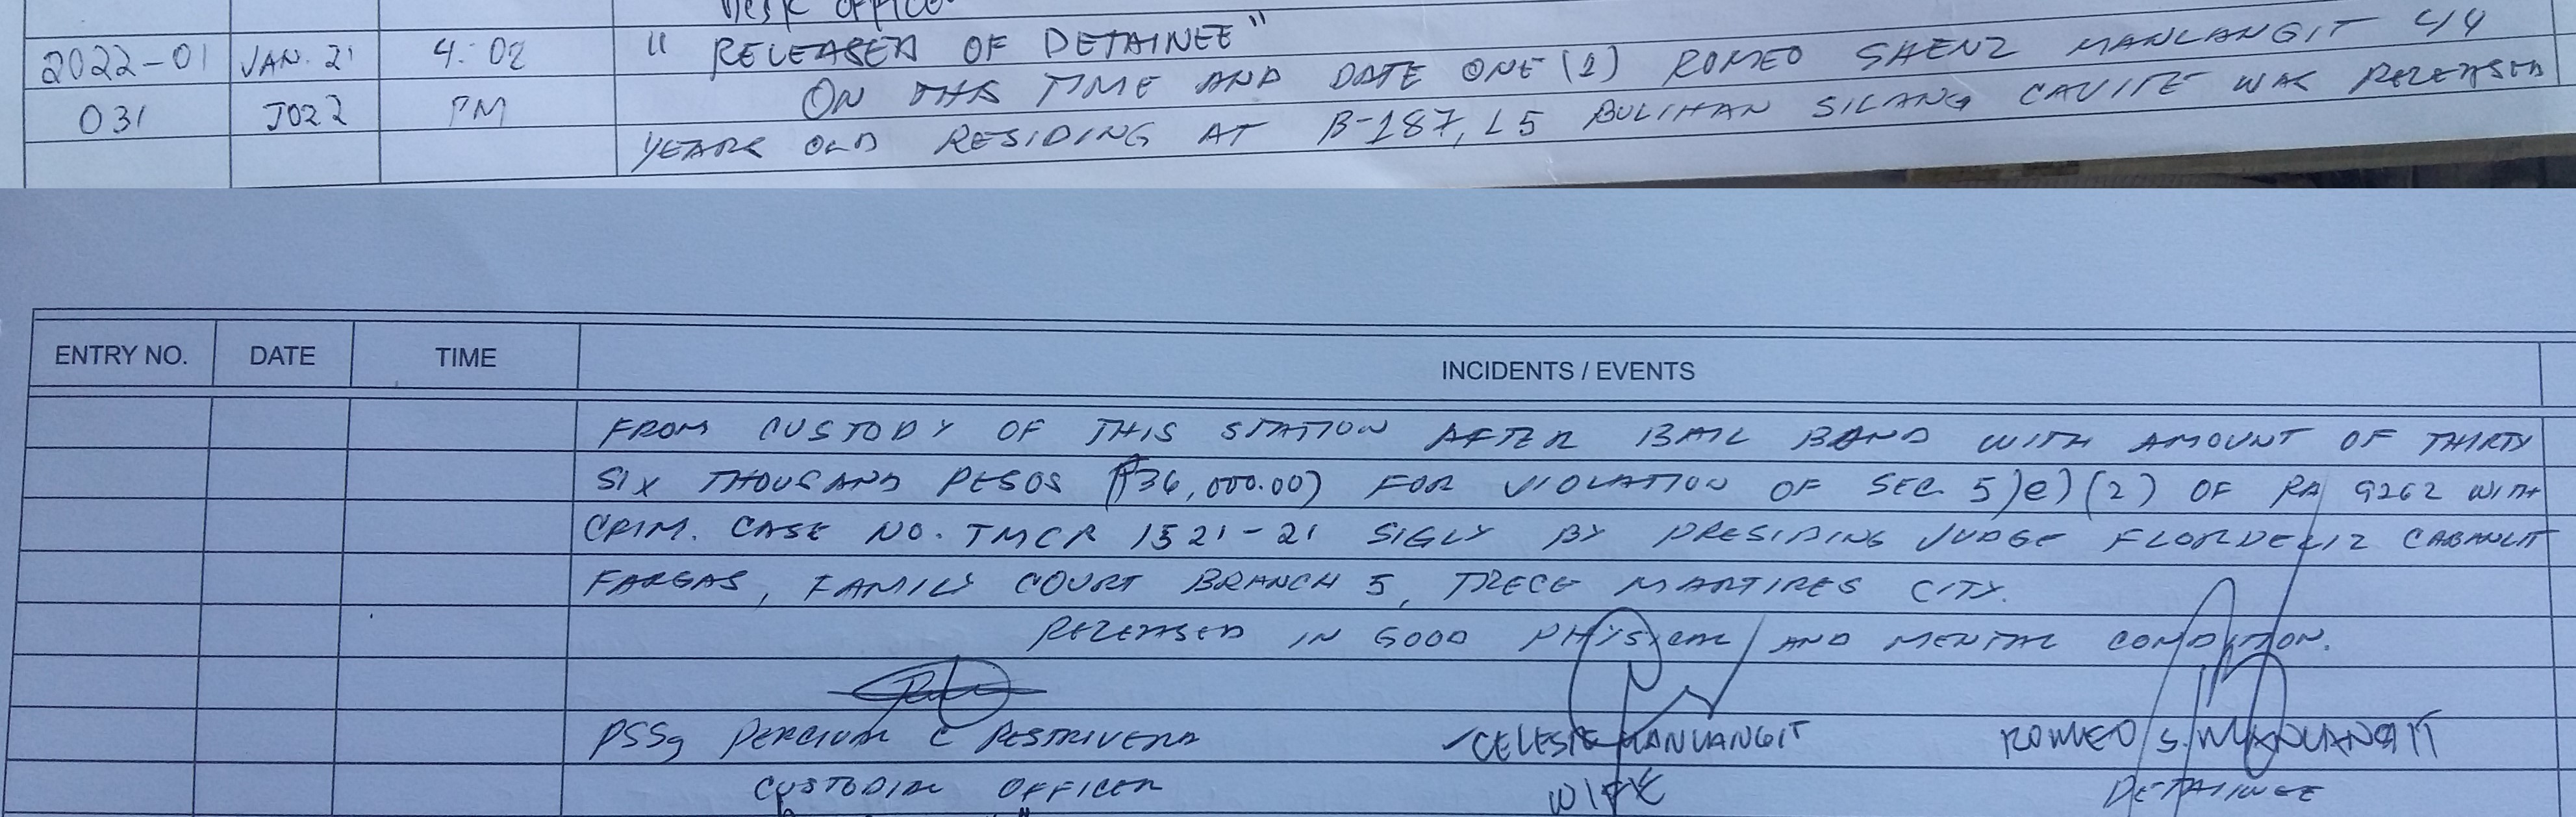 Desk Office
2022-01 JAN. 21 4:02 " RELEASED OF DETAINEE "
ON THIS TIME AND DATE ONE (1) ROMEO SAENZ MANLANGIT 44
031 2022 PM
YEARS OLD RESIDING AT B-187, L5 BULIHAN SILANG CAVITE WAS RELEASED
ENTRY NO. DATE TIME INCIDENTS / EVENTS
FROM CUSTODY OF THIS STATION AFTER BAIL BOND WITH AMOUNT OF THIRTY
SIX THOUSAND PESOS (₱36,000.00) FOR VIOLATION OF SEC. 5)e)(2) OF RA 9262 WITH
CRIM. CASE NO. TMCR 1521-21 SIGLY BY PRESIDING JUDGE FLORDELIZ CABANLIT
FARGAS, FAMILY COURT BRANCH 5, TRECE MARTIRES CITY.
RELEASED IN GOOD PHYSICAL AND MENTAL CONDITION.
PSSg PERCIVAL C RESTRIVERA CELESTE MANLANGIT ROMEO S. MANLANGIT
CUSTODIAL OFFICER WIFE DETAINEE